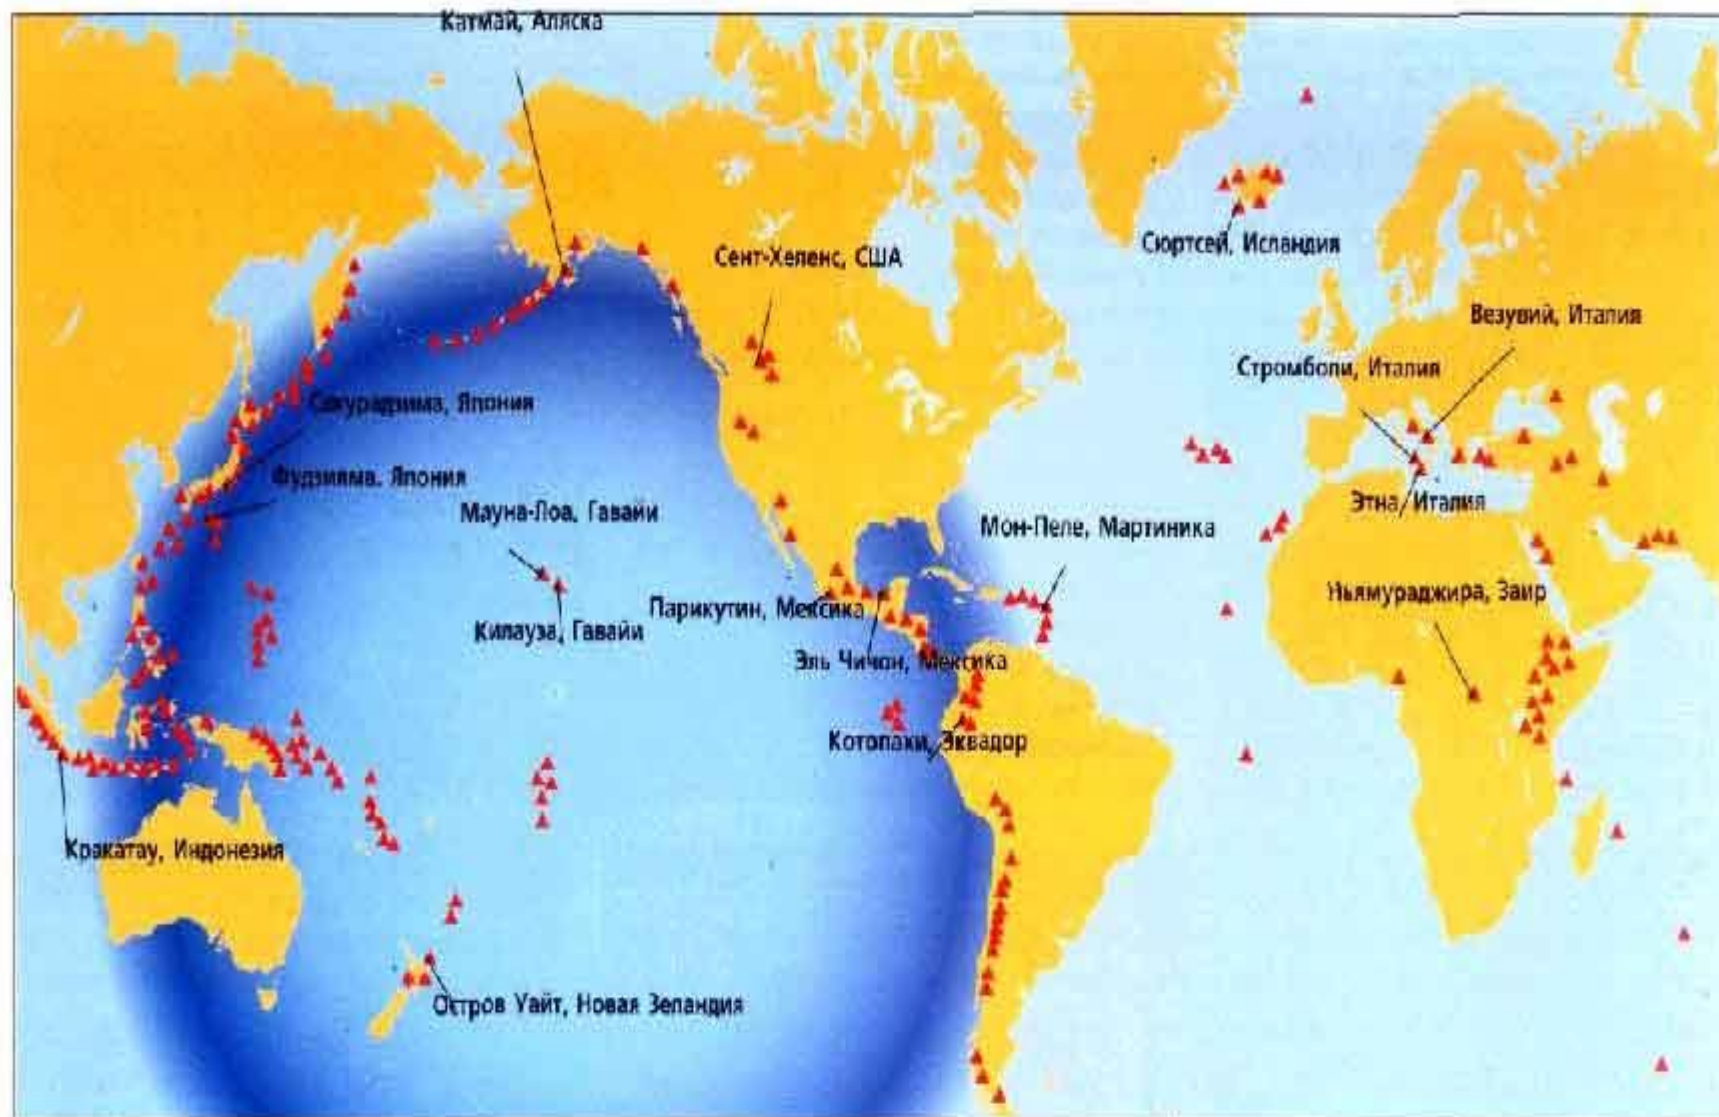 Катмай, Аляска
Сент-Хеленс, США
Сюртсей, Исландия
Везувий, Италия
Стромболи, Италия
Сакурадзима, Япония
Фудзияма. Япония
Этна, Италия
Мауна-Лоа, Гавайи
Мон-Пеле, Мартиника
Парикутин, Мексика
Ньямураджира, Заир
Килауэа, Гавайи
Эль Чичон, Мексика
Котопахи, Эквадор
Кракатау, Индонезия
Остров Уайт, Новая Зеландия